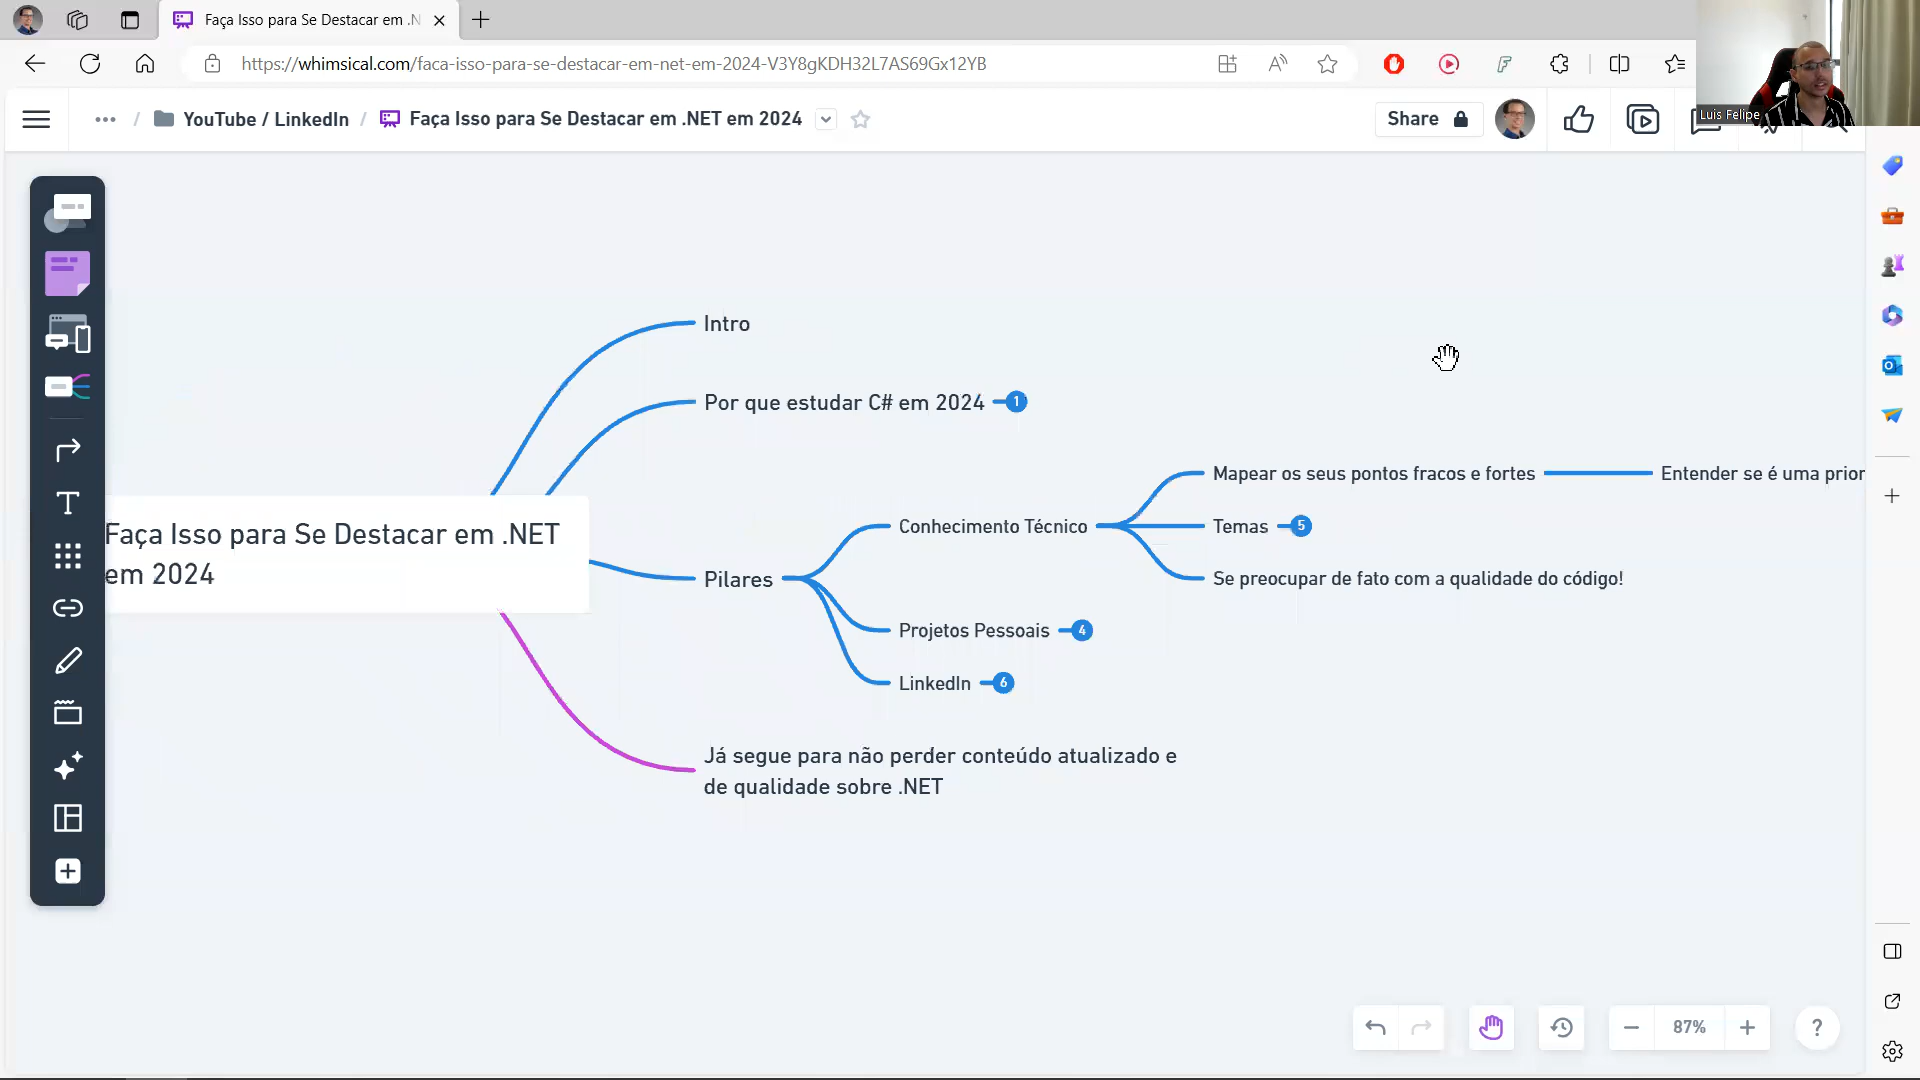 Faça Isso para Se Destacar em .N
https://whimsical.com/faca-isso-para-se-destacar-em-net-em-2024-V3Y8gKDH32L7AS69Gx12YB
Luis Felipe
... / YouTube / LinkedIn / Faça Isso para Se Destacar em .NET em 2024
Share
Intro
Por que estudar C# em 2024
1
Mapear os seus pontos fracos e fortes
Entender se é uma prior
Conhecimento Técnico
Temas
5
Faça Isso para Se Destacar em .NET
em 2024
Pilares
Se preocupar de fato com a qualidade do código!
Projetos Pessoais
4
LinkedIn
6
Já segue para não perder conteúdo atualizado e
de qualidade sobre .NET
87%
?